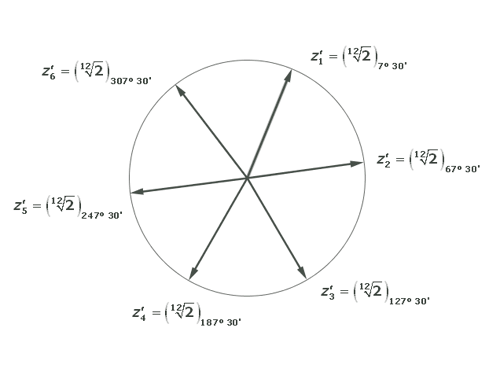 z'₁ = (¹²√2)₇° ₃₀'
z'₆ = (¹²√2)₃₀₇° ₃₀'
z'₂ = (¹²√2)₆₇° ₃₀'
z'₅ = (¹²√2)₂₄₇° ₃₀'
z'₃ = (¹²√2)₁₂₇° ₃₀'
z'₄ = (¹²√2)₁₈₇° ₃₀'